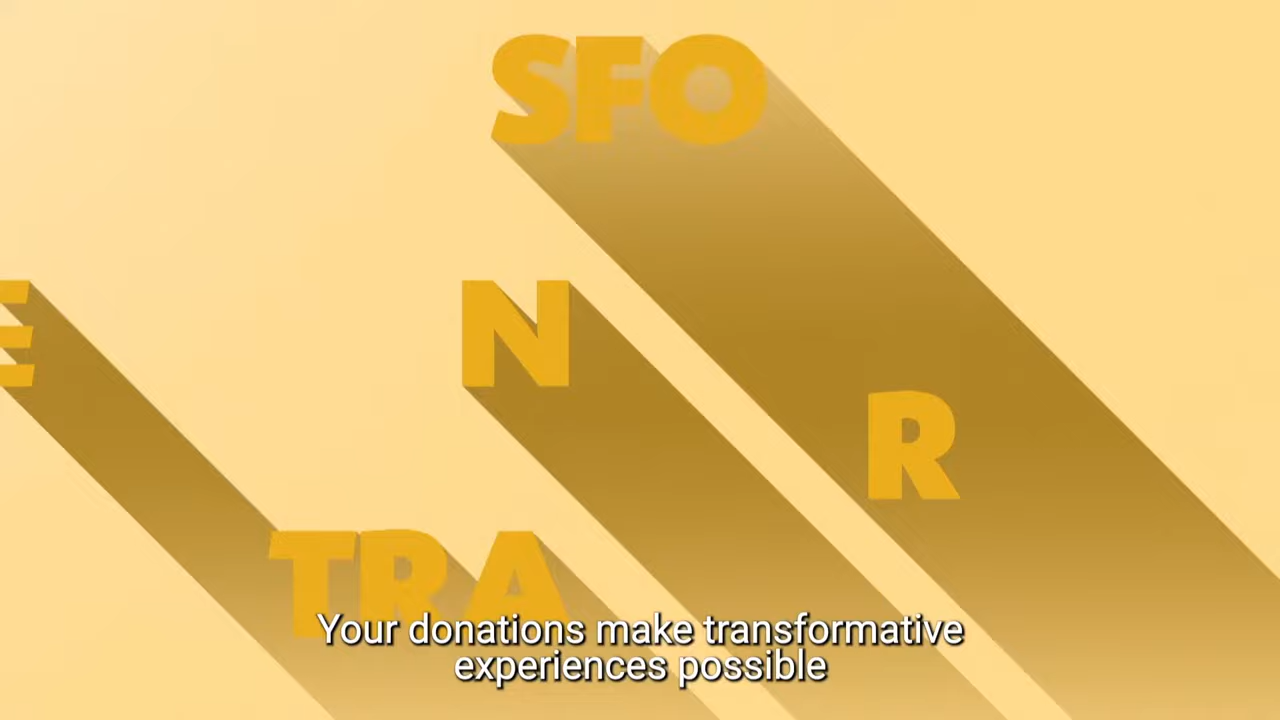 SFO
E
N
R
TRA
Your donations make transformative
experiences possible